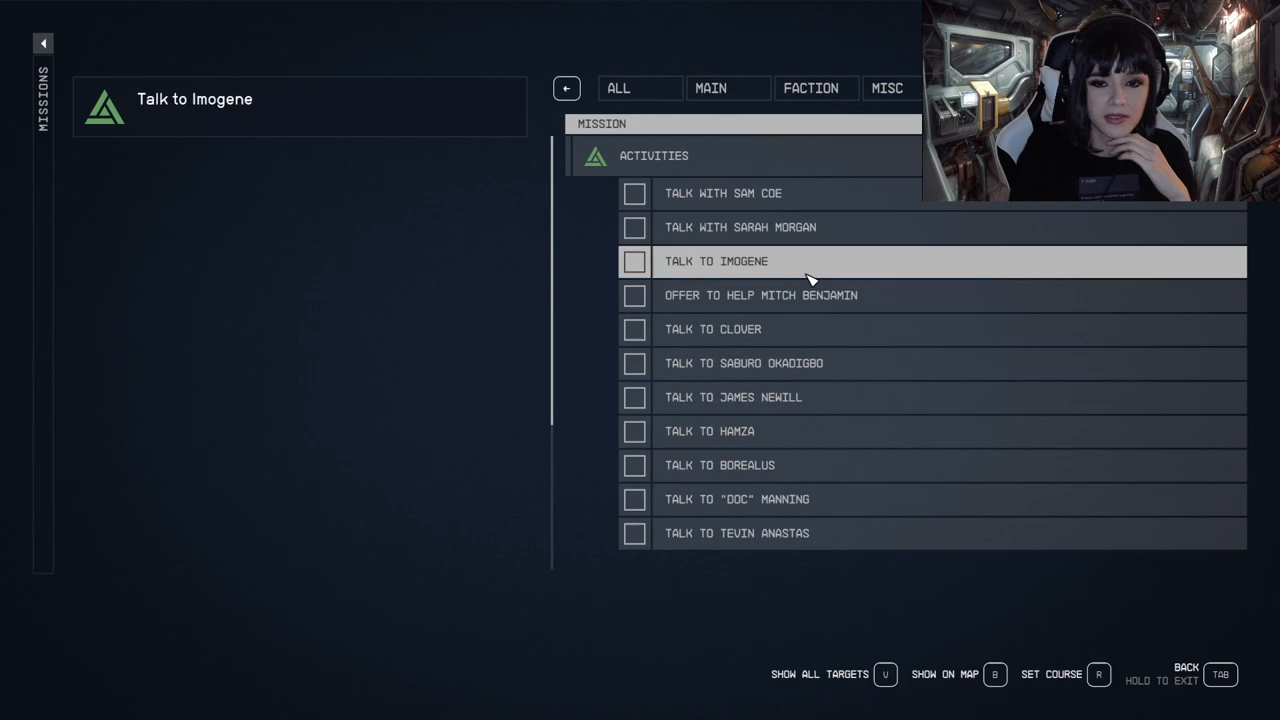 MISSIONS
Talk to Imogene
ALL
MAIN
FACTION
MISC
MISSION
ACTIVITIES
TALK WITH SAM COE
TALK WITH SARAH MORGAN
TALK TO IMOGENE
OFFER TO HELP MITCH BENJAMIN
TALK TO CLOVER
TALK TO SABURO OKADIGBO
TALK TO JAMES NEWILL
TALK TO HAMZA
TALK TO BOREALUS
TALK TO "DOC" MANNING
TALK TO TEVIN ANASTAS
SHOW ALL TARGETS V SHOW ON MAP B SET COURSE R BACK TAB
HOLD TO EXIT